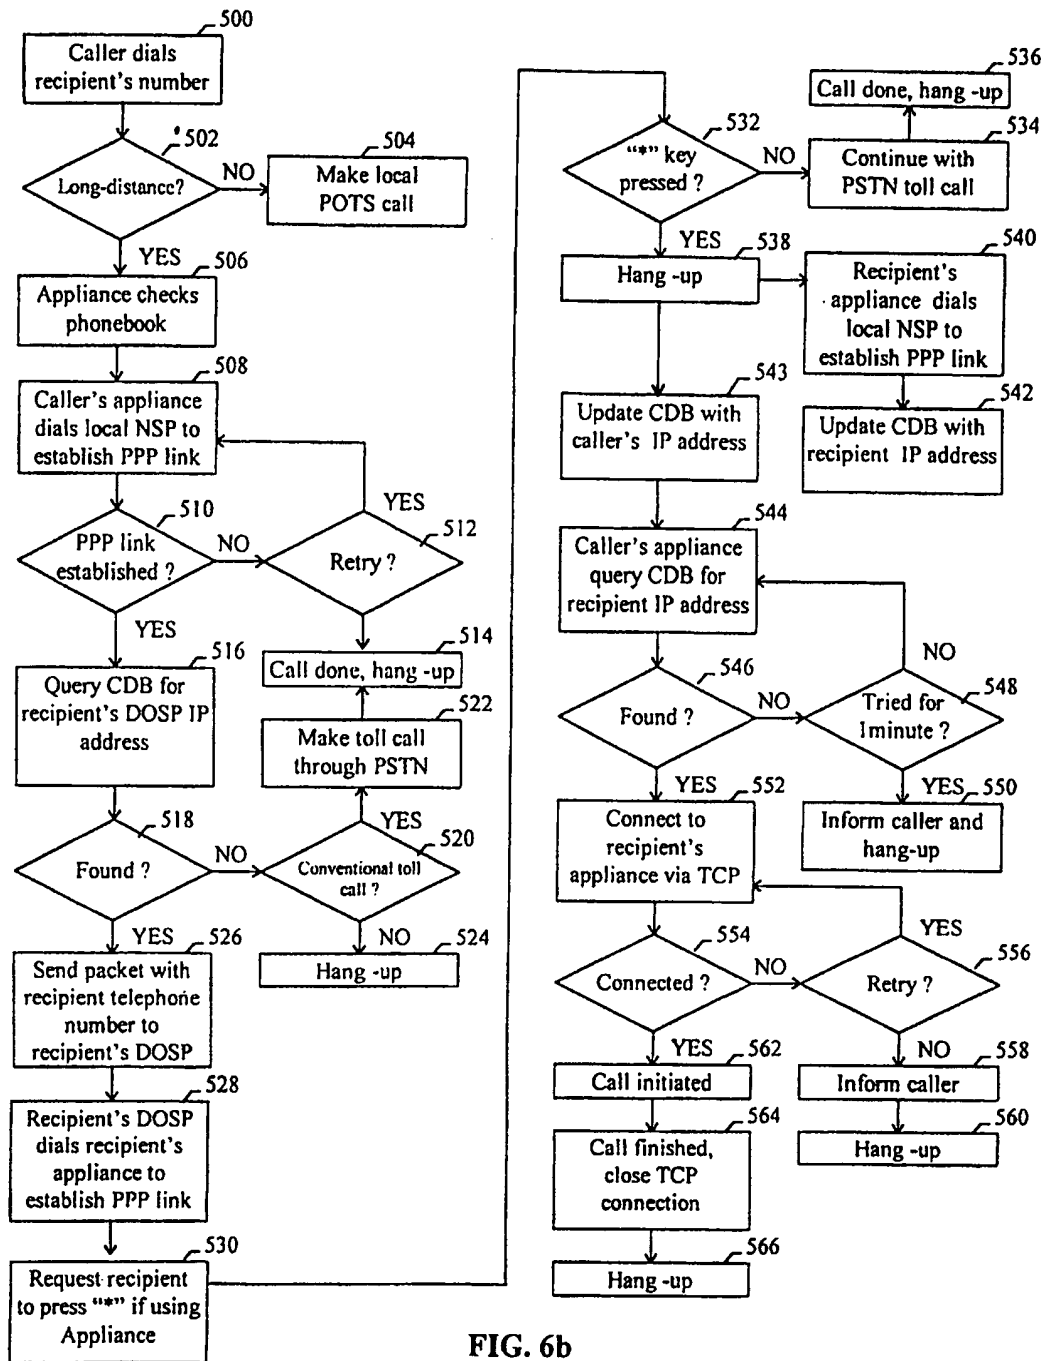 500
Caller dials
recipient's number
502
Long-distance?
NO
504
Make local
POTS call
YES
506
Appliance checks
phonebook
508
Caller's appliance
dials local NSP to
establish PPP link
510
PPP link
established ?
NO
YES
512
Retry ?
YES
514
Call done, hang -up
516
Query CDB for
recipient's DOSP IP
address
522
Make toll call
through PSTN
518
Found ?
NO
YES
520
Conventional toll
call ?
YES
NO
524
Hang -up
526
Send packet with
recipient telephone
number to
recipient's DOSP
528
Recipient's DOSP
dials recipient's
appliance to
establish PPP link
530
Request recipient
to press "*" if using
Appliance
532
"*" key
pressed ?
NO
536
Call done, hang -up
534
Continue with
PSTN toll call
YES
538
Hang -up
540
Recipient's
appliance dials
local NSP to
establish PPP link
543
Update CDB with
caller's IP address
542
Update CDB with
recipient IP address
544
Caller's appliance
query CDB for
recipient IP address
546
Found ?
NO
NO
548
Tried for
1minute ?
YES
552
Connect to
recipient's
appliance via TCP
YES
550
Inform caller and
hang-up
554
Connected ?
NO
YES
556
Retry ?
YES
562
Call initiated
NO
558
Inform caller
564
Call finished,
close TCP
connection
560
Hang -up
566
Hang -up
FIG. 6b